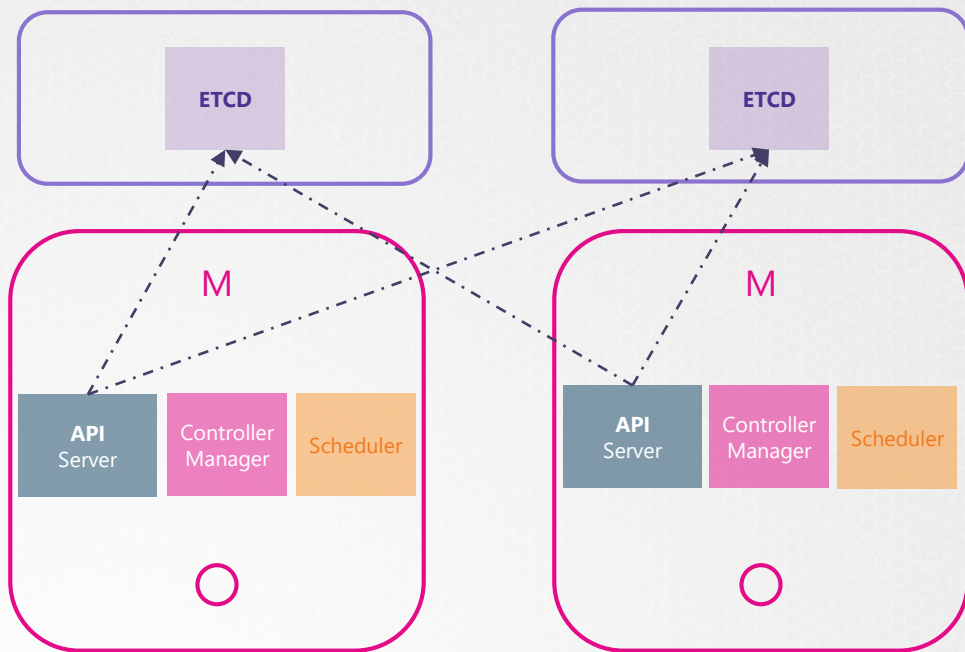 ETCD
ETCD
M
M
API
Server
Controller
Manager
Scheduler
API
Server
Controller
Manager
Scheduler